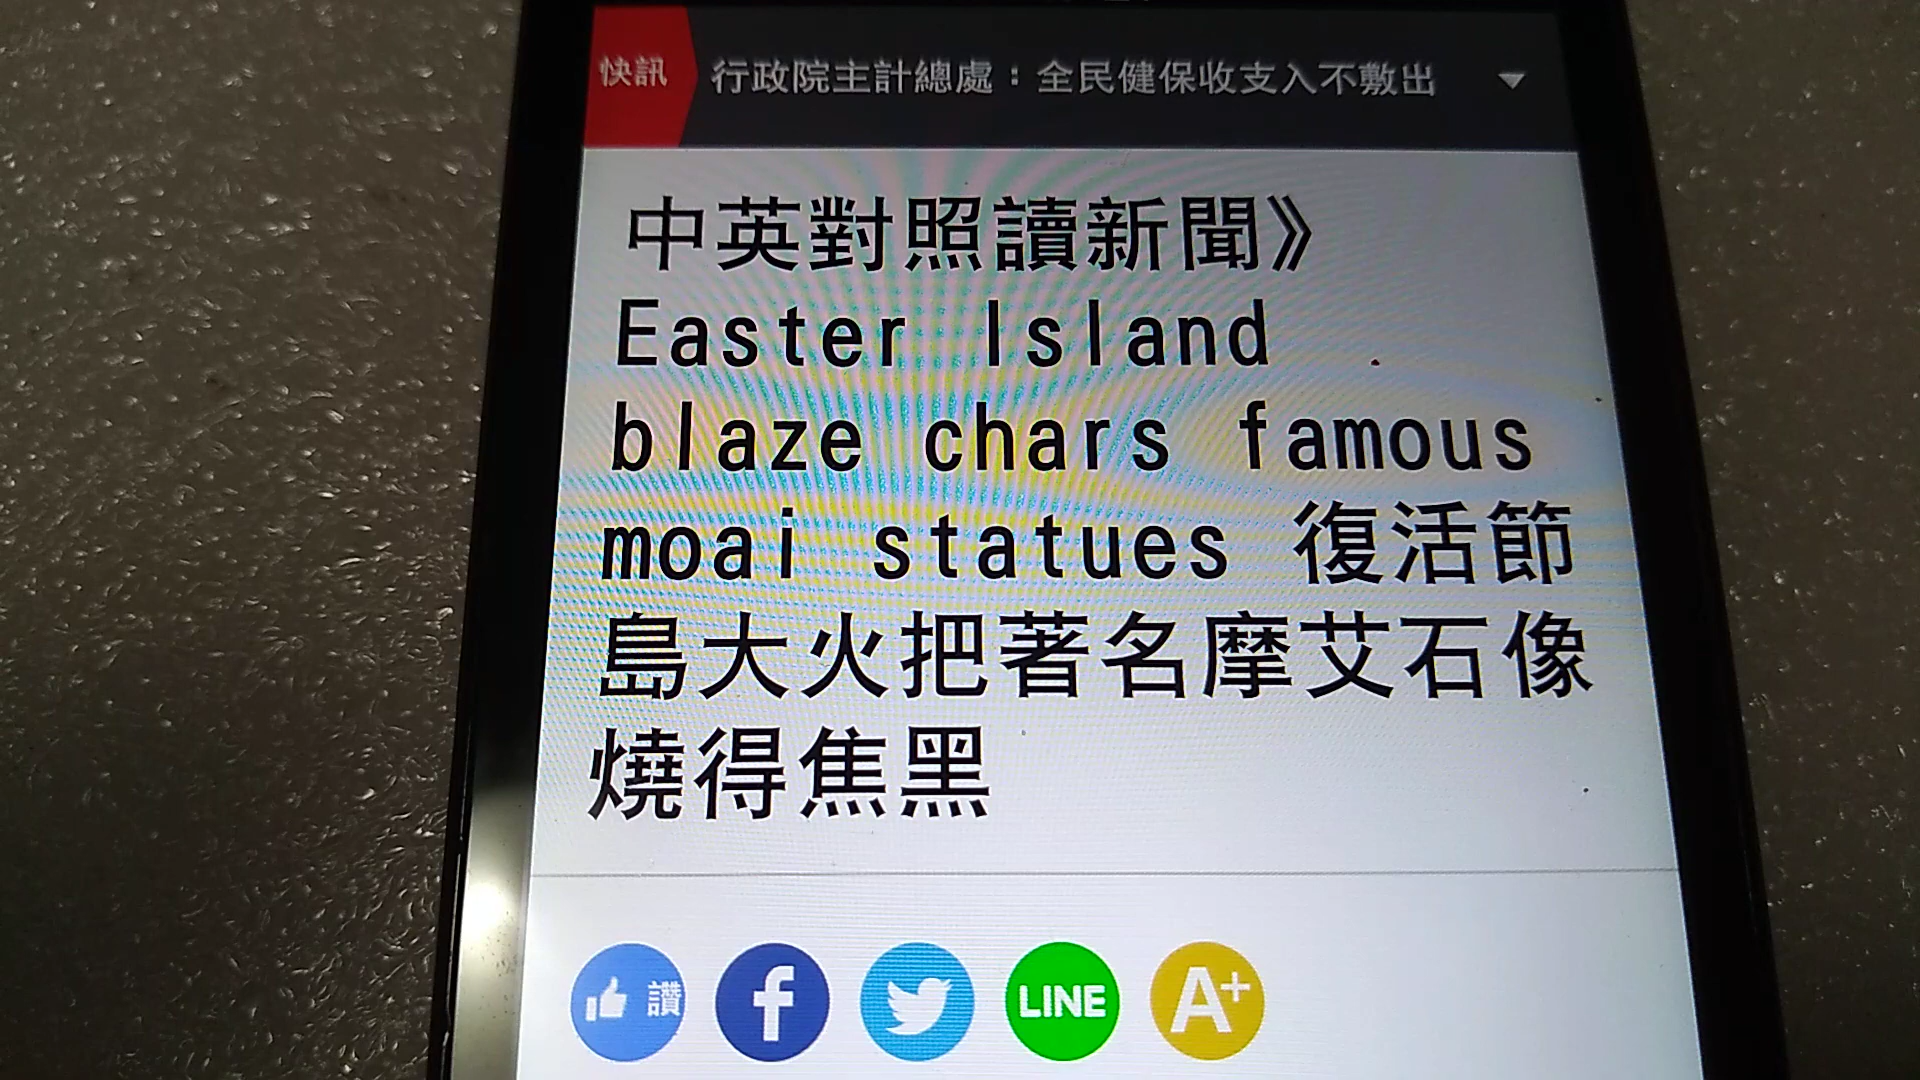 快訊 行政院主計總處：全民健保收支入不敷出
中英對照讀新聞》
Easter Island
blaze chars famous
moai statues 復活節
島大火把著名摩艾石像
燒得焦黑
讚 f LINE A+